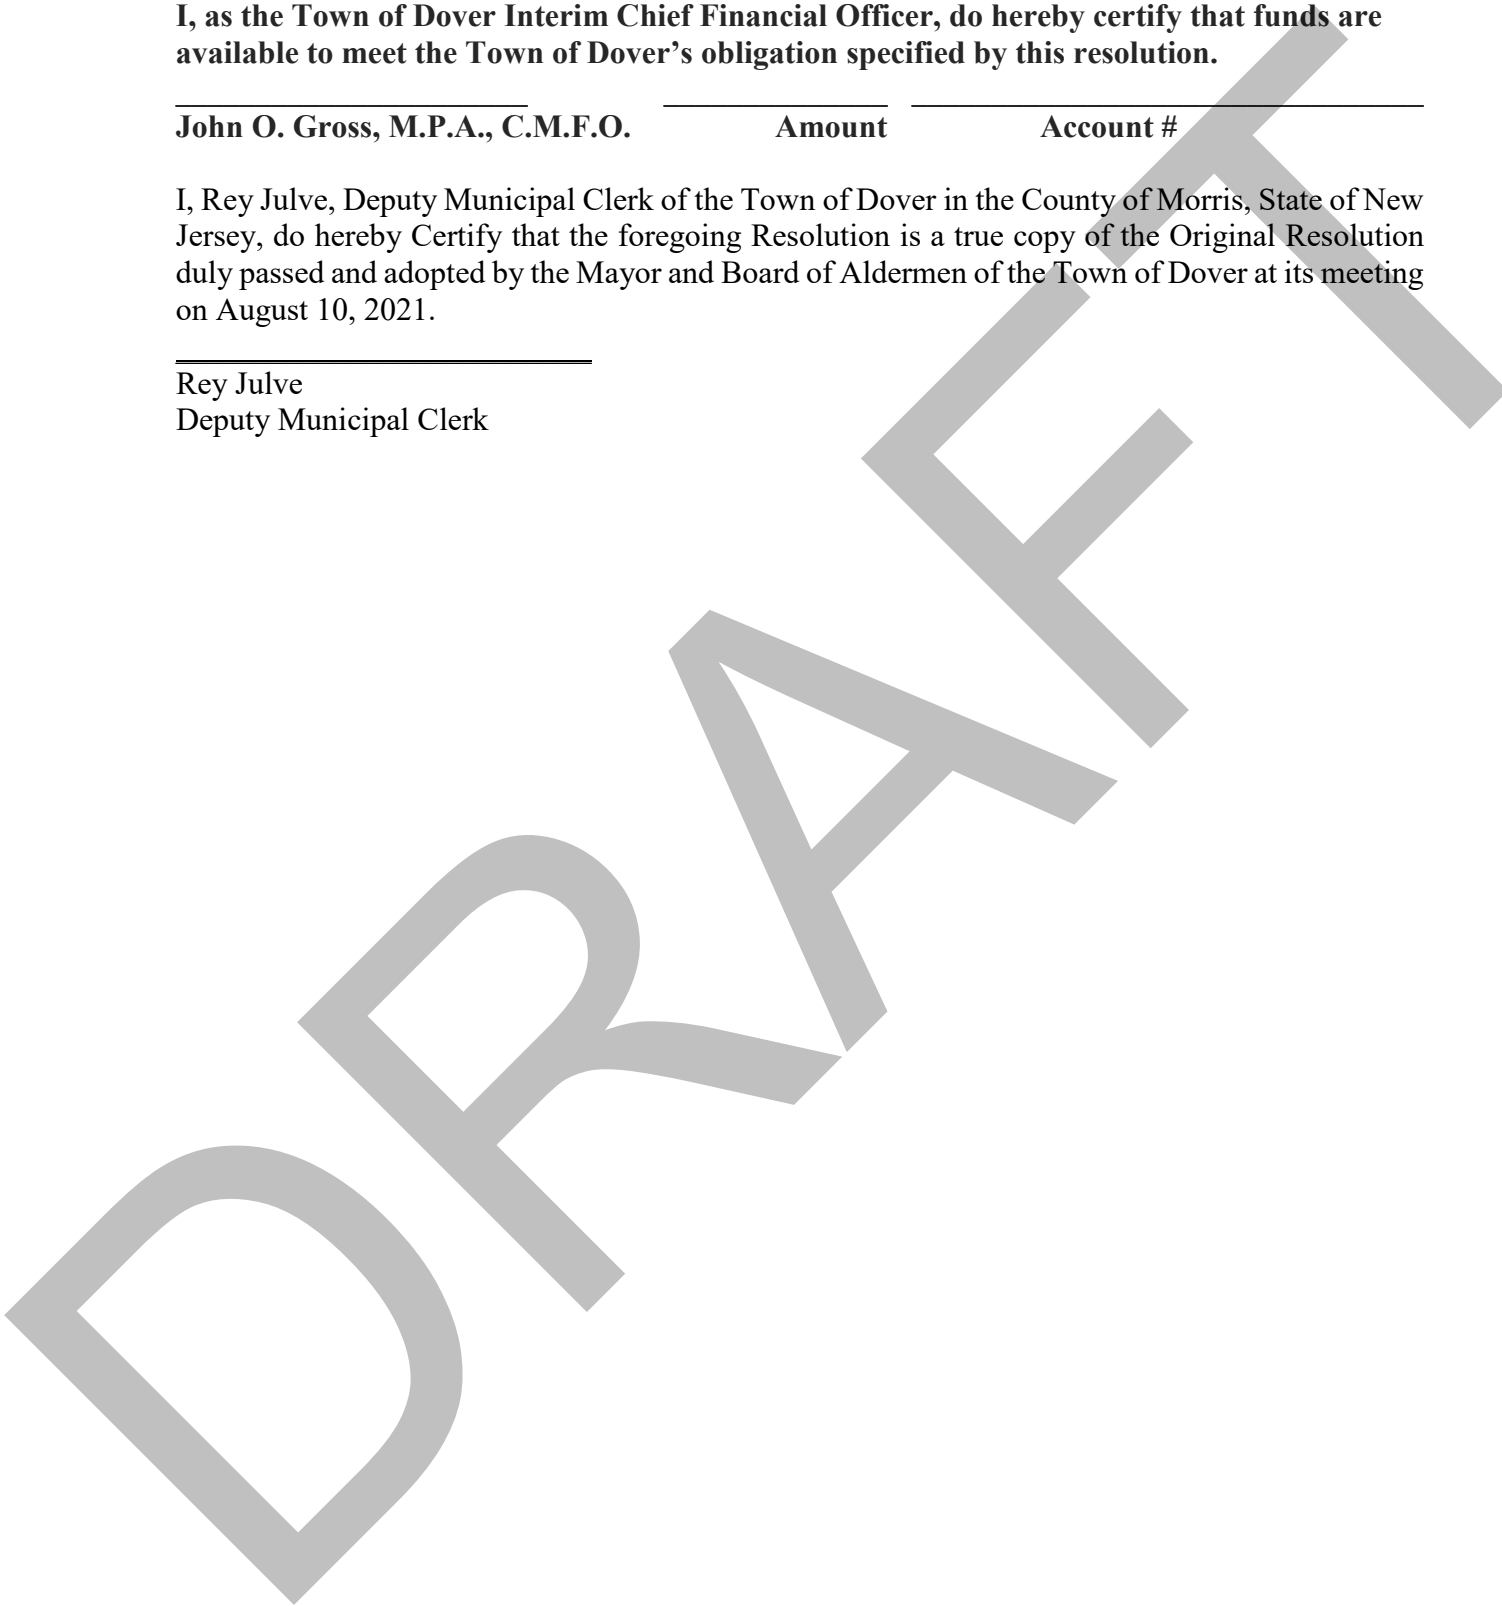 I, as the Town of Dover Interim Chief Financial Officer, do hereby certify that funds are
available to meet the Town of Dover’s obligation specified by this resolution.
______________________ ______________ ________________________________
John O. Gross, M.P.A., C.M.F.O. Amount Account #
I, Rey Julve, Deputy Municipal Clerk of the Town of Dover in the County of Morris, State of New
Jersey, do hereby Certify that the foregoing Resolution is a true copy of the Original Resolution
duly passed and adopted by the Mayor and Board of Aldermen of the Town of Dover at its meeting
on August 10, 2021.
__________________________
Rey Julve
Deputy Municipal Clerk
DRAFT